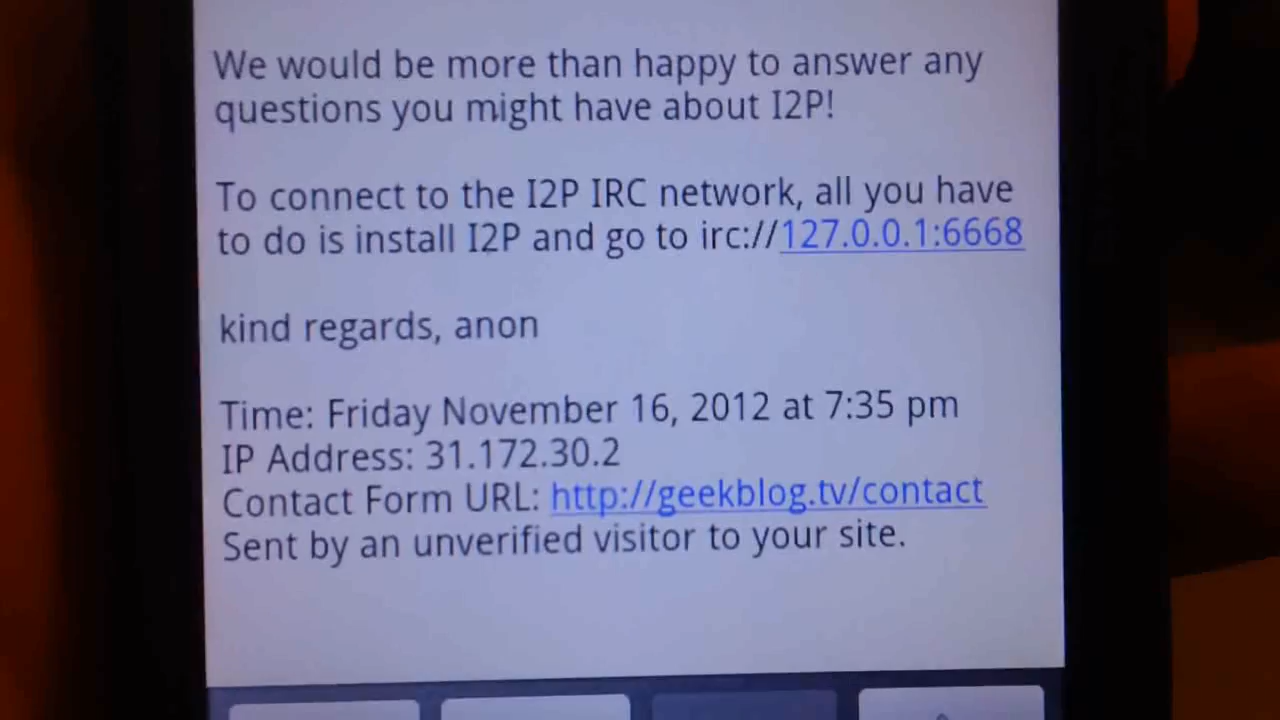 We would be more than happy to answer any
questions you might have about I2P!
To connect to the I2P IRC network, all you have
to do is install I2P and go to irc://127.0.0.1:6668
kind regards, anon
Time: Friday November 16, 2012 at 7:35 pm
IP Address: 31.172.30.2
Contact Form URL: http://geekblog.tv/contact
Sent by an unverified visitor to your site.